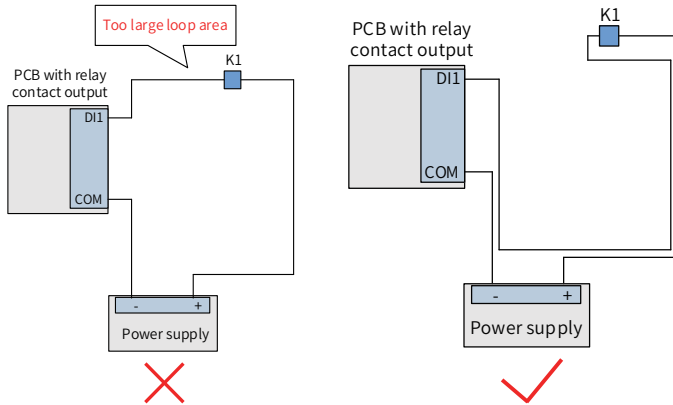 Too large loop area
K1
PCB with relay
contact output
DI1
COM
- +
Power supply
K1
PCB with relay
contact output
DI1
COM
- +
Power supply